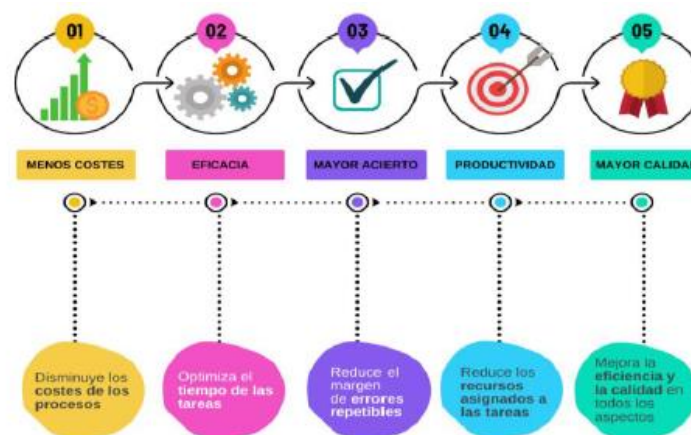 01
02
03
04
05
MENOS COSTES
EFICACIA
MAYOR ACIERTO
PRODUCTIVIDAD
MAYOR CALIDAD
Disminuye los
costes de los
procesos
Optimiza el
tiempo de las
tareas
Reduce el
margen
de errores
repetibles
Reduce los
recursos
asignados a
las tareas
Mejora la
eficiencia y
la calidad en
todos los
aspectos